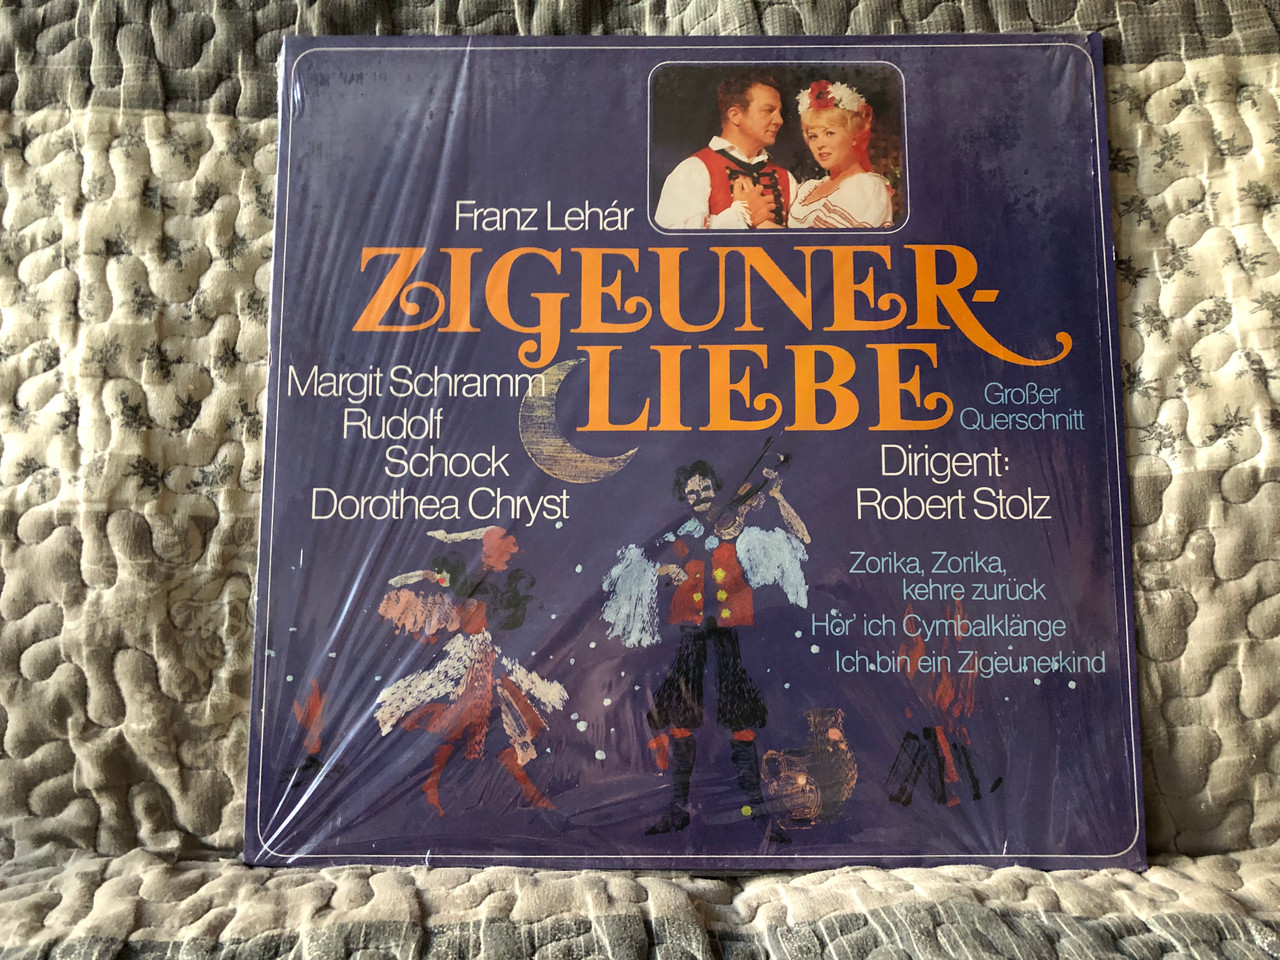 Franz Lehár
ZIGEUNER-
LIEBE
Großer
Querschnitt
Margit Schramm
Rudolf
Schock
Dorothea Chryst
Dirigent:
Robert Stolz
Zorika, Zorika,
kehre zurück
Hör' ich Cymbalklänge
Ich bin ein Zigeunerkind